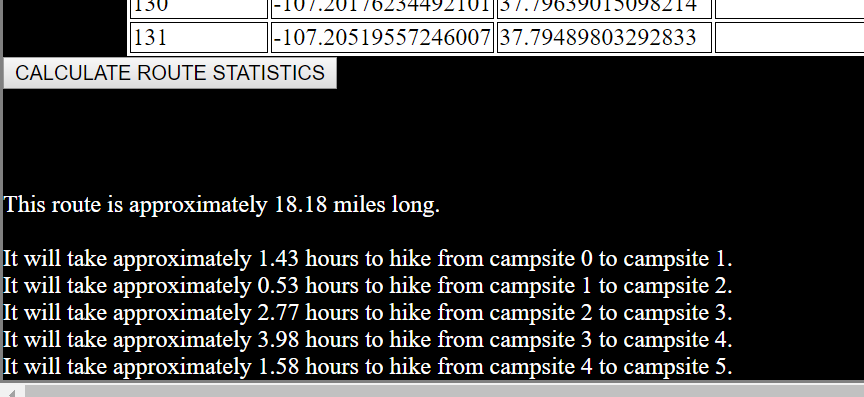 130 -107.20176234492101 37.79639015098214
131 -107.20519557246007 37.79489803292833
CALCULATE ROUTE STATISTICS
This route is approximately 18.18 miles long.
It will take approximately 1.43 hours to hike from campsite 0 to campsite 1.
It will take approximately 0.53 hours to hike from campsite 1 to campsite 2.
It will take approximately 2.77 hours to hike from campsite 2 to campsite 3.
It will take approximately 3.98 hours to hike from campsite 3 to campsite 4.
It will take approximately 1.58 hours to hike from campsite 4 to campsite 5.